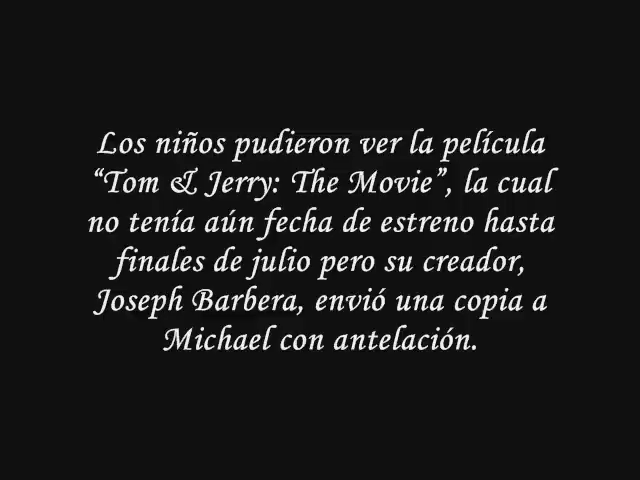 Los niños pudieron ver la película
“Tom & Jerry: The Movie”, la cual
no tenía aún fecha de estreno hasta
finales de julio pero su creador,
Joseph Barbera, envió una copia a
Michael con antelación.